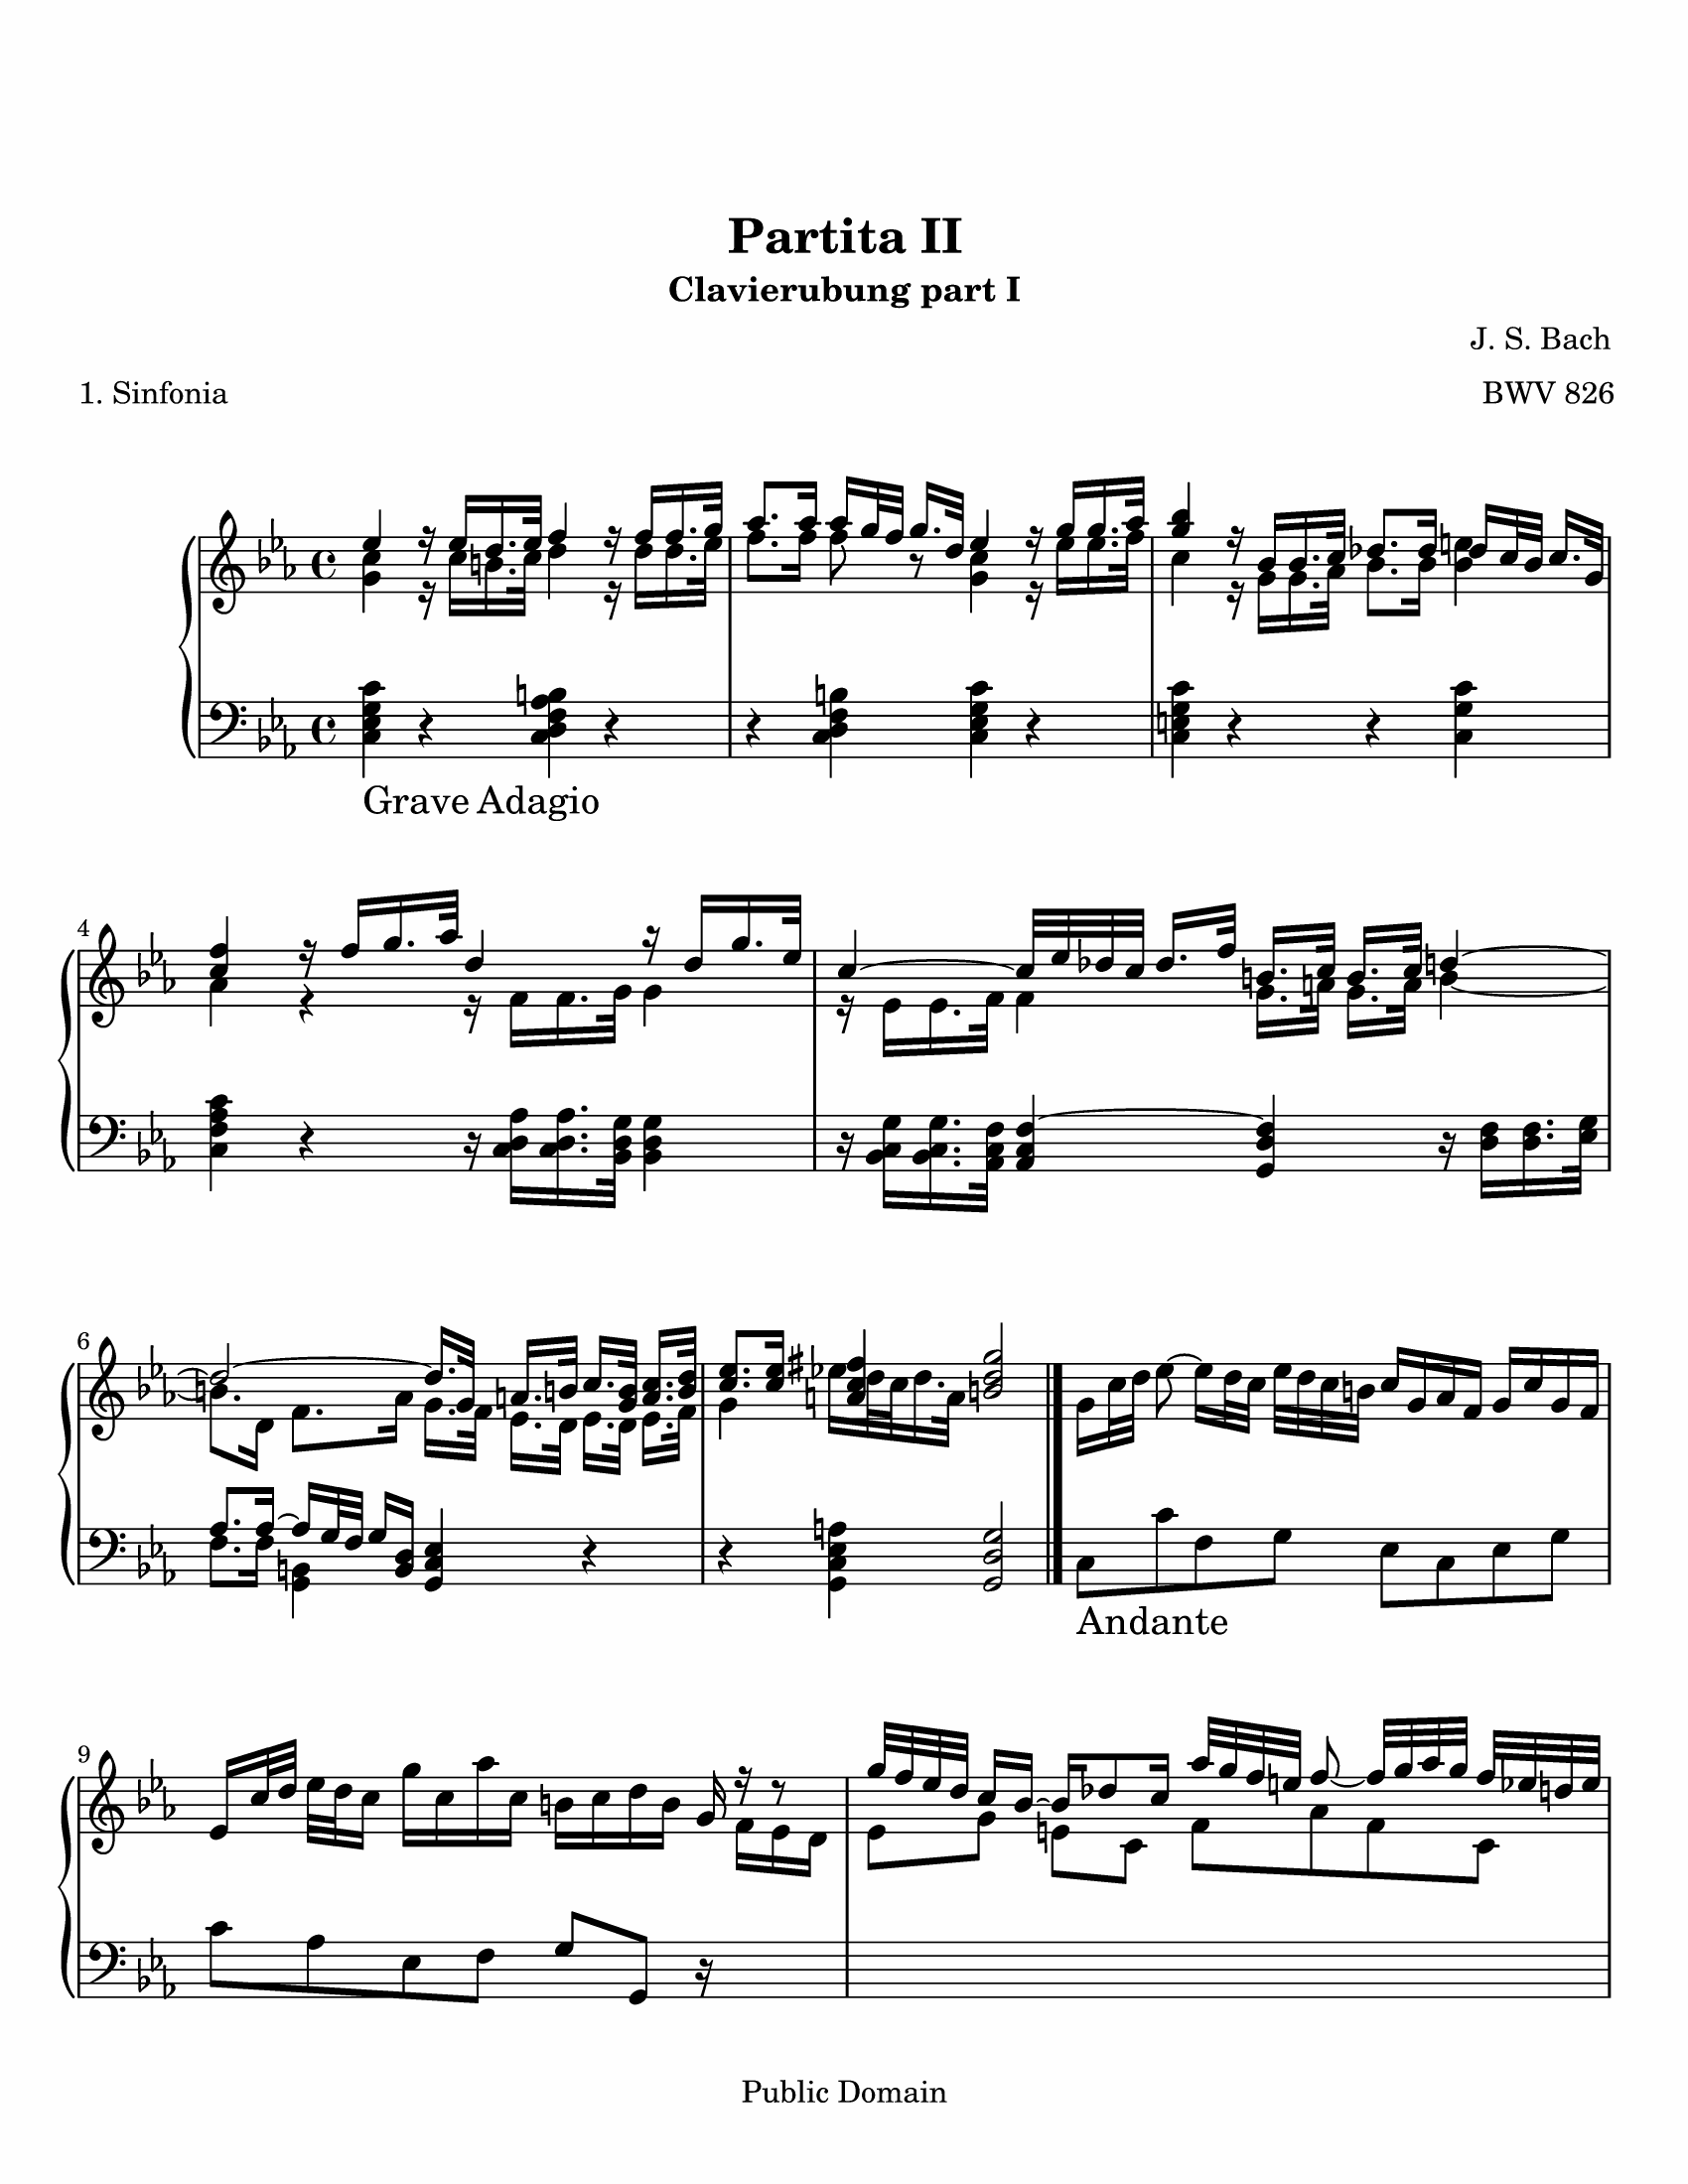 Partita II
Clavierubung part I
J. S. Bach
1. Sinfonia BWV 826
Grave Adagio
4
6
Andante
9
Public Domain